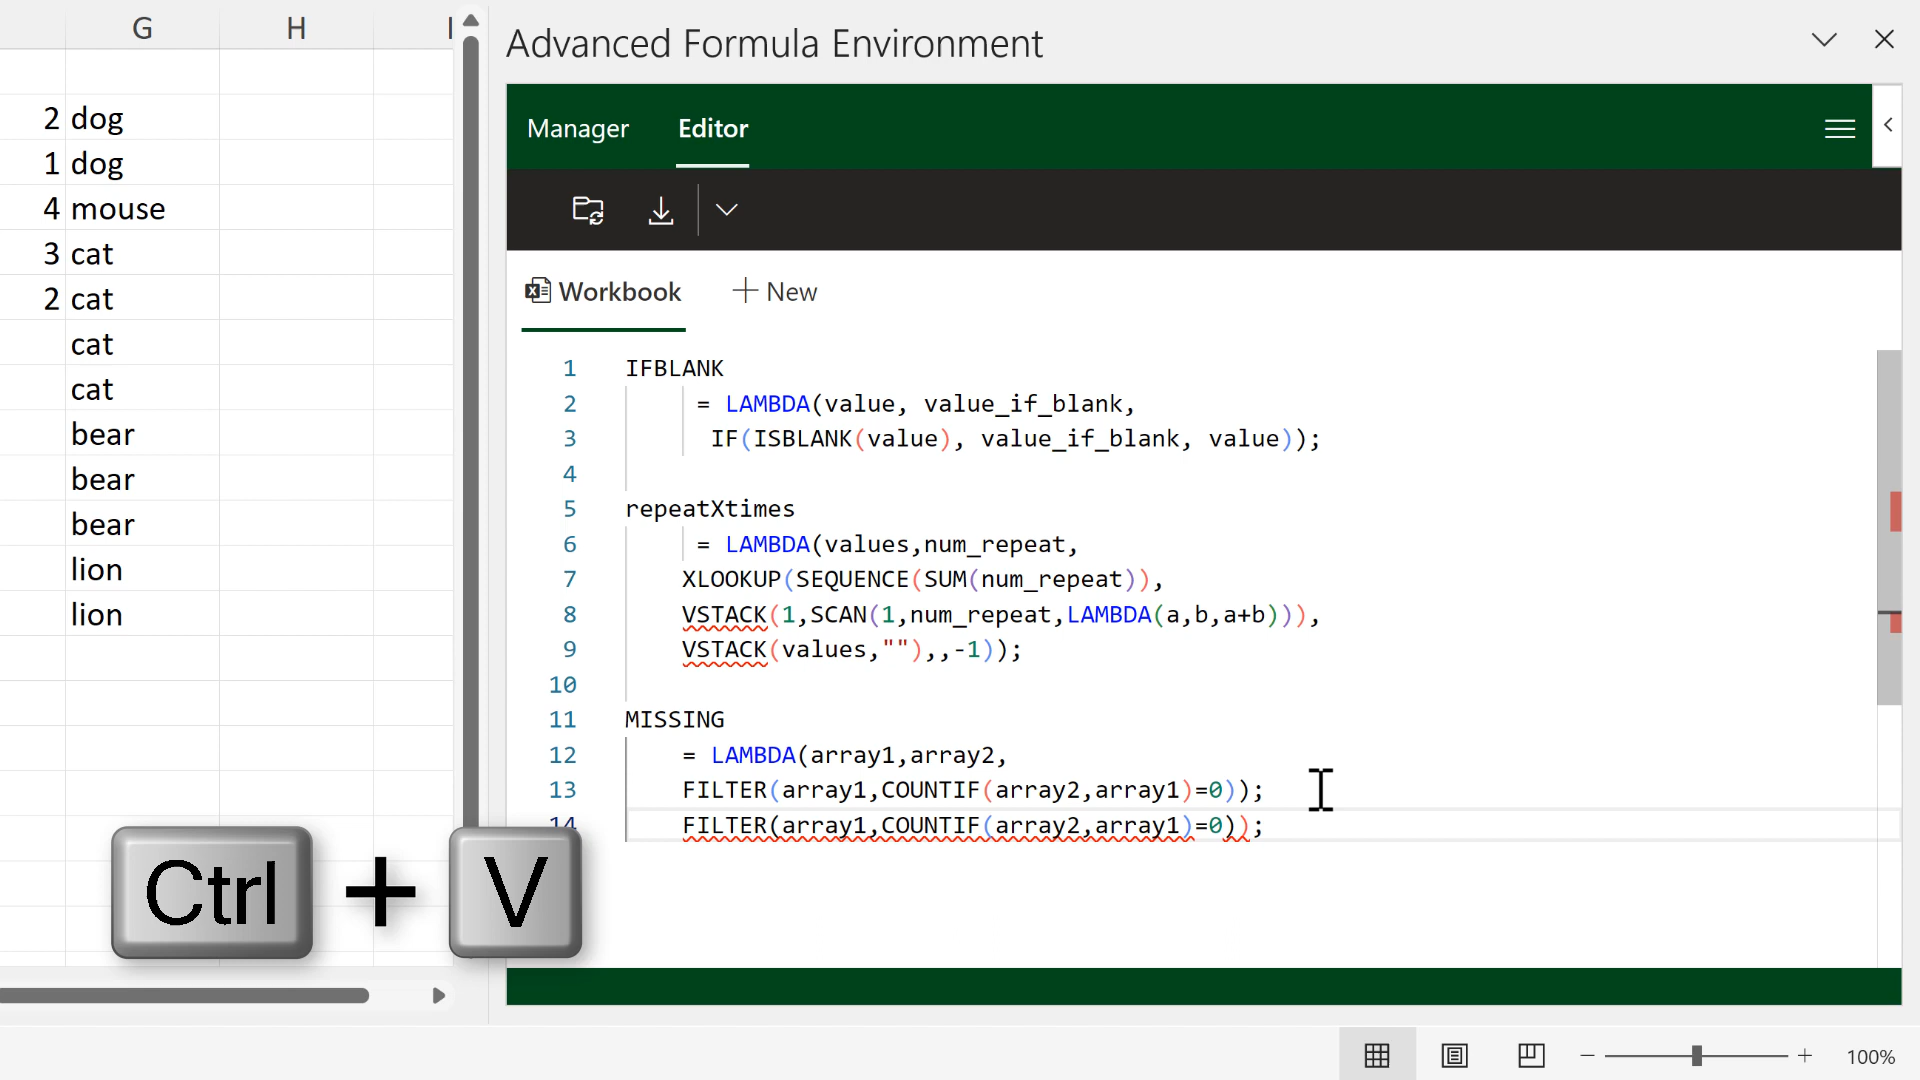 G H
2 dog
1 dog
4 mouse
3 cat
2 cat
cat
cat
bear
bear
bear
lion
lion
Advanced Formula Environment
Manager Editor
Workbook + New
1 IFBLANK
2 = LAMBDA(value, value_if_blank,
3 IF(ISBLANK(value), value_if_blank, value));
4
5 repeatXtimes
6 = LAMBDA(values,num_repeat,
7 XLOOKUP(SEQUENCE(SUM(num_repeat)),
8 VSTACK(1,SCAN(1,num_repeat,LAMBDA(a,b,a+b))),
9 VSTACK(values,""),,-1));
10
11 MISSING
12 = LAMBDA(array1,array2,
13 FILTER(array1,COUNTIF(array2,array1)=0));
14 FILTER(array1,COUNTIF(array2,array1)=0));
Ctrl + V
100%